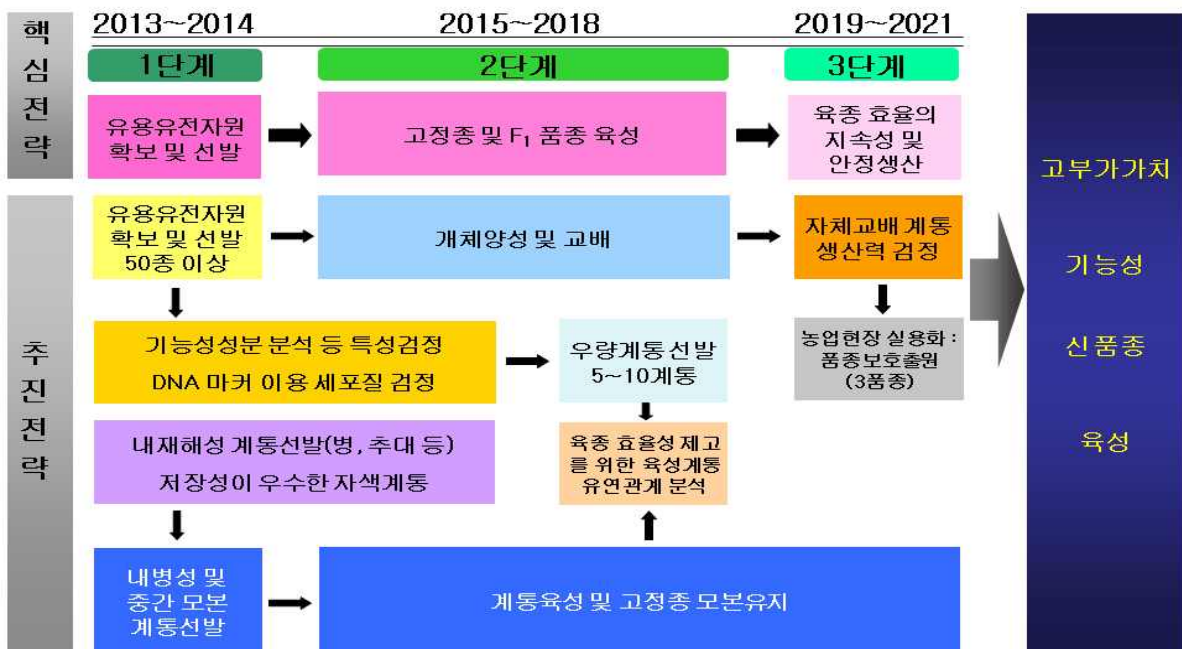 핵심전략
2013~2014
2015~2018
2019~2021
1단계
2단계
3단계
유용유전자원
확보 및 선발
고정종 및 F₁ 품종 육성
육종 효율의
지속성 및
안정생산
추진전략
유용유전자원
확보 및 선발
50종 이상
개체양성 및 교배
자체교배 계통
생산력 검정
기능성성분 분석 등 특성검정
DNA 마커 이용 세포질 검정
우량계통 선발
5~10계통
농업현장 실용화 :
품종보호출원
(3품종)
내재해성 계통선발(병, 추대 등)
저장성이 우수한 자색계통
육종 효율성 제고
를 위한 육성계통
유연관계 분석
내병성 및
중간 모본
계통선발
계통육성 및 고정종 모본유지
고부가가치
기능성
신품종
육성